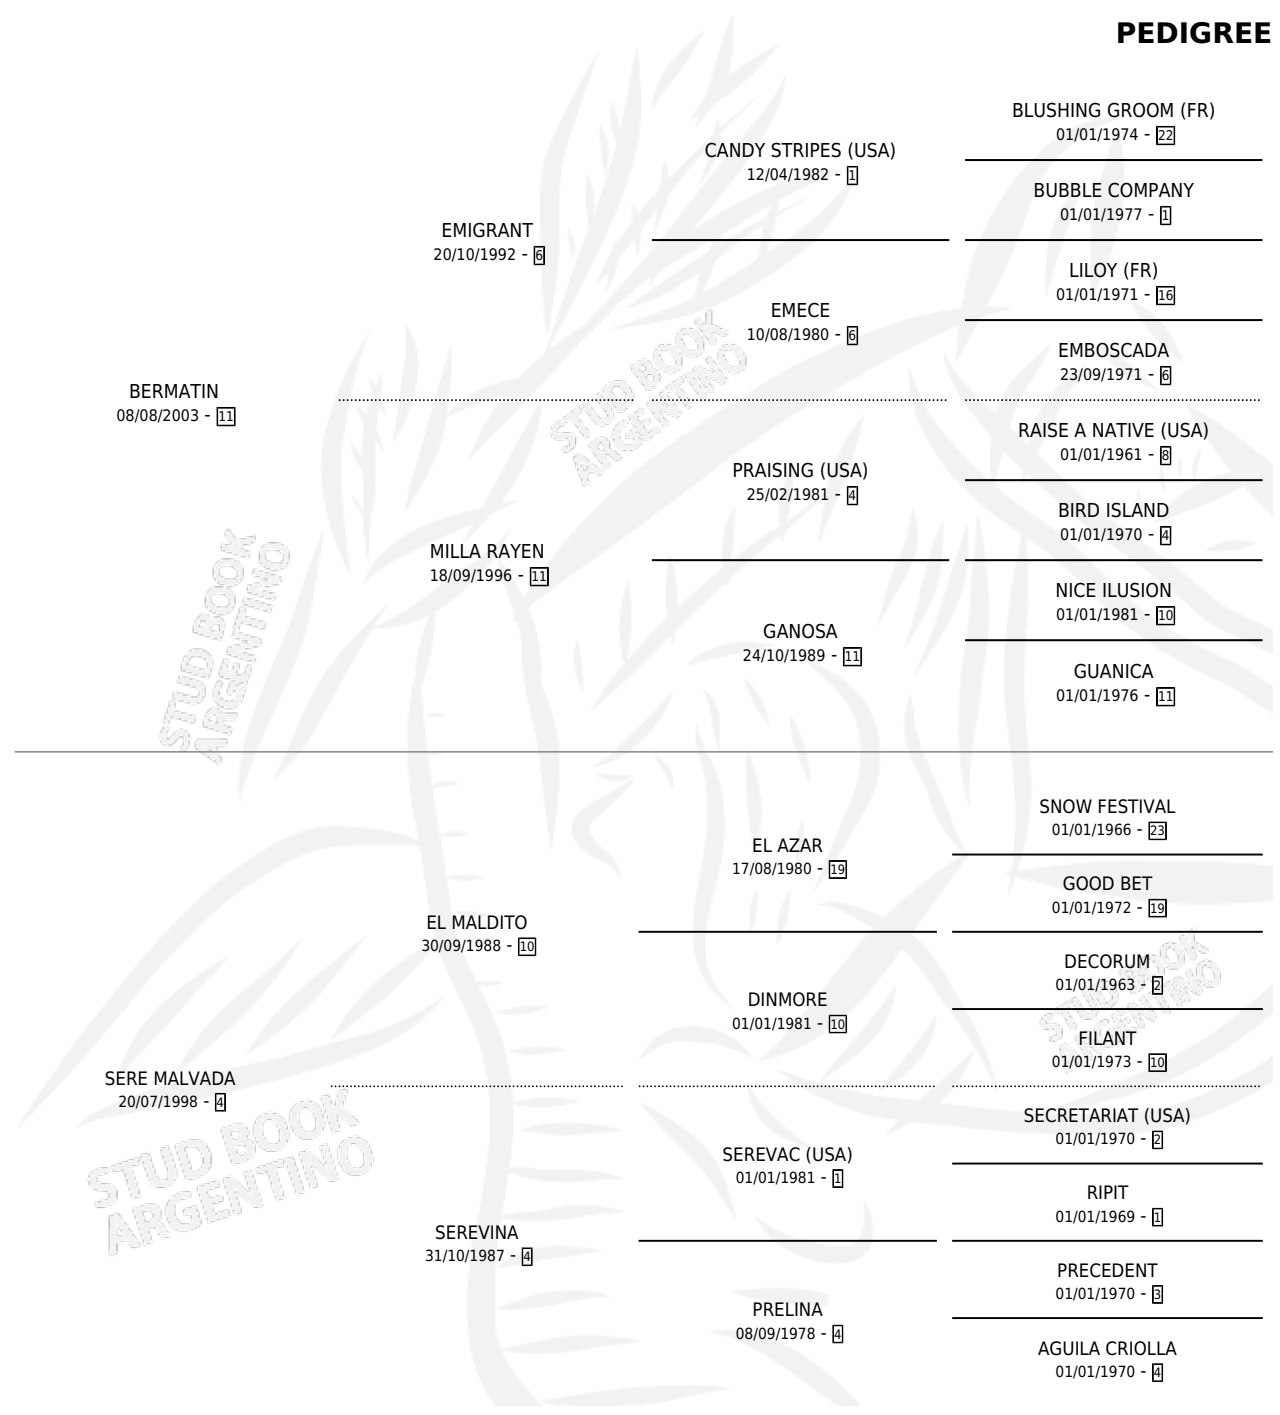 PEDIGREE
BLUSHING GROOM (FR)
01/01/1974 - 22
CANDY STRIPES (USA)
12/04/1982 - 1
BUBBLE COMPANY
01/01/1977 - 1
EMIGRANT
20/10/1992 - 6
LILOY (FR)
01/01/1971 - 16
EMECE
10/08/1980 - 6
EMBOSCADA
23/09/1971 - 6
BERMATIN
08/08/2003 - 11
RAISE A NATIVE (USA)
01/01/1961 - 8
PRAISING (USA)
25/02/1981 - 4
BIRD ISLAND
01/01/1970 - 4
MILLA RAYEN
18/09/1996 - 11
NICE ILUSION
01/01/1981 - 10
GANOSA
24/10/1989 - 11
GUANICA
01/01/1976 - 11
SNOW FESTIVAL
01/01/1966 - 23
EL AZAR
17/08/1980 - 19
GOOD BET
01/01/1972 - 19
EL MALDITO
30/09/1988 - 10
DECORUM
01/01/1963 - 2
DINMORE
01/01/1981 - 10
FILANT
01/01/1973 - 10
SERE MALVADA
20/07/1998 - 4
SECRETARIAT (USA)
01/01/1970 - 2
SEREVAC (USA)
01/01/1981 - 1
RIPIT
01/01/1969 - 1
SEREVINA
31/10/1987 - 4
PRECEDENT
01/01/1970 - 3
PRELINA
08/09/1978 - 4
AGUILA CRIOLLA
01/01/1970 - 4
STUD BOOK
ARGENTINO
STUD BOOK
ARGENTINO
STUD BOOK
ARGENTINO
STUD BOOK
ARGENTINO